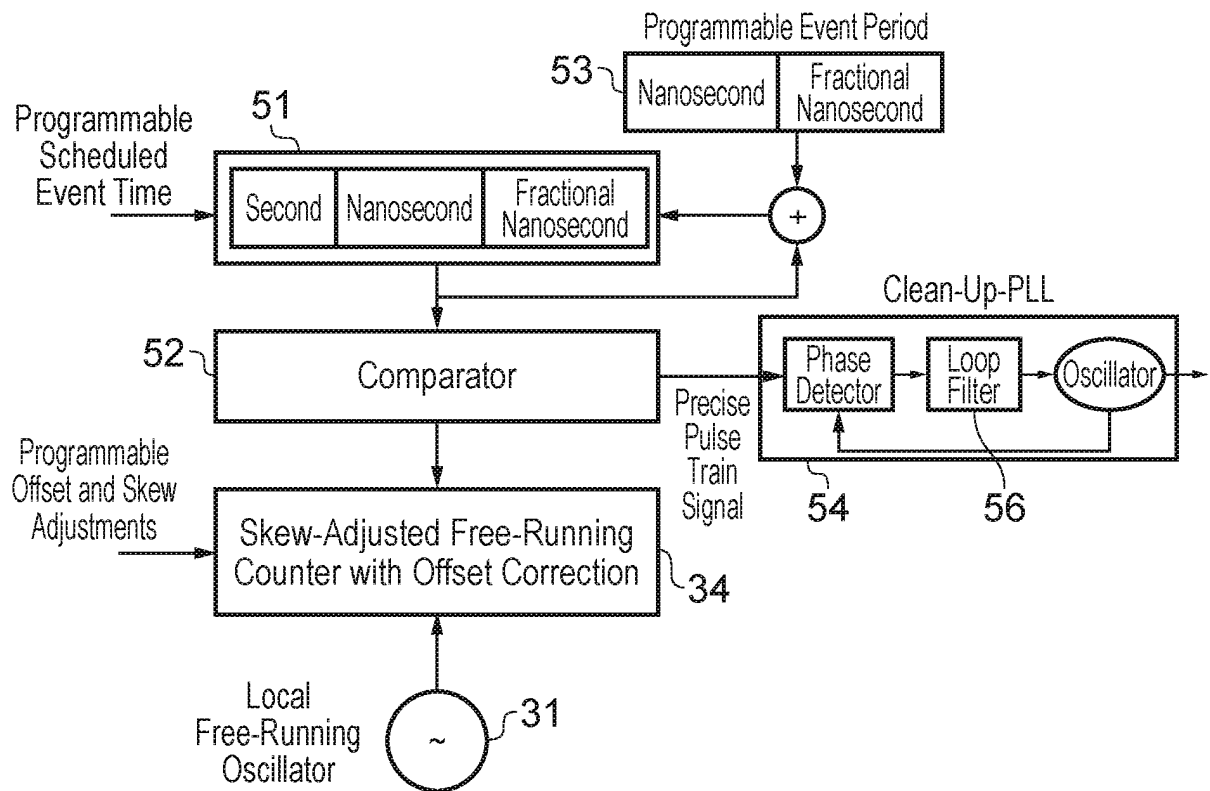 Programmable Event Period
53
Nanosecond
Fractional
Nanosecond
51
Programmable
Scheduled
Event Time
Second
Nanosecond
Fractional
Nanosecond
+
Clean-Up-PLL
52
Comparator
Phase
Detector
Loop
Filter
Oscillator
Precise
Pulse
Train
Signal
54
56
Programmable
Offset and Skew
Adjustments
Skew-Adjusted Free-Running
Counter with Offset Correction
34
Local
Free-Running
Oscillator
~
31